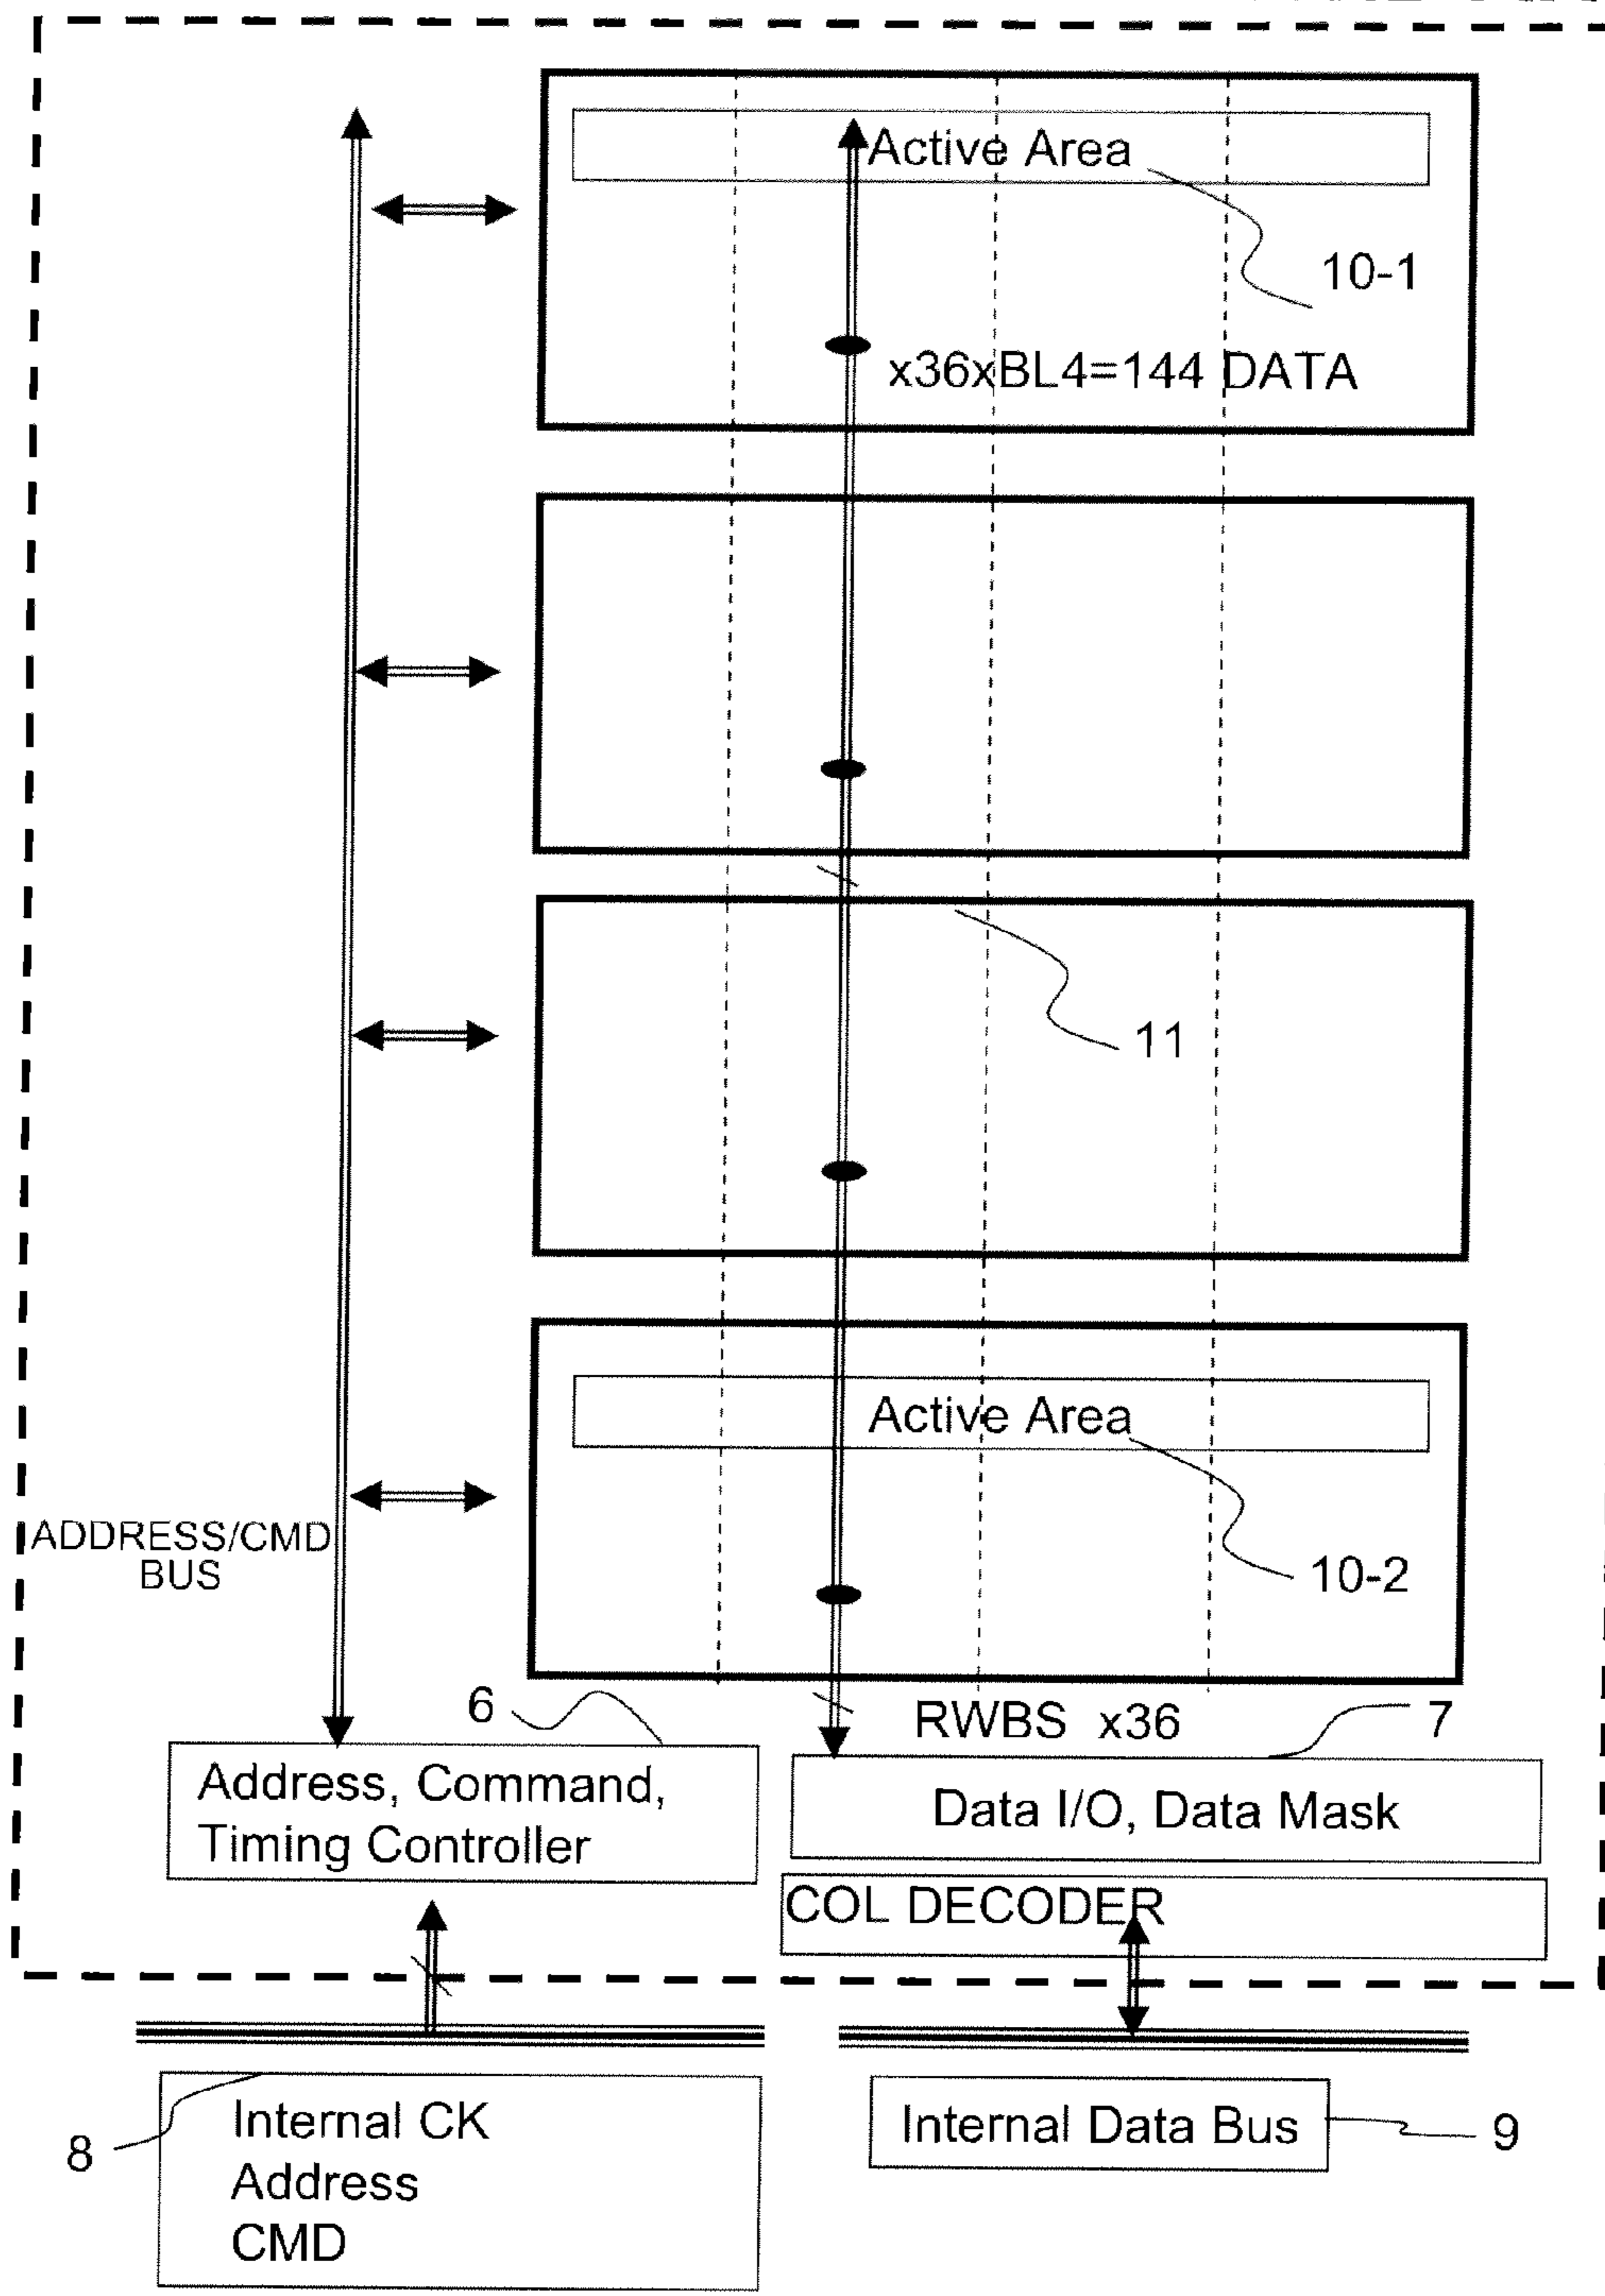 Active Area
10-1
x36xBL4=144 DATA
11
Active Area
ADDRESS/CMD
BUS
10-2
6
RWBS x36
7
Address, Command,
Timing Controller
Data I/O, Data Mask
COL DECODER
Internal CK
Address
CMD
8
Internal Data Bus
9